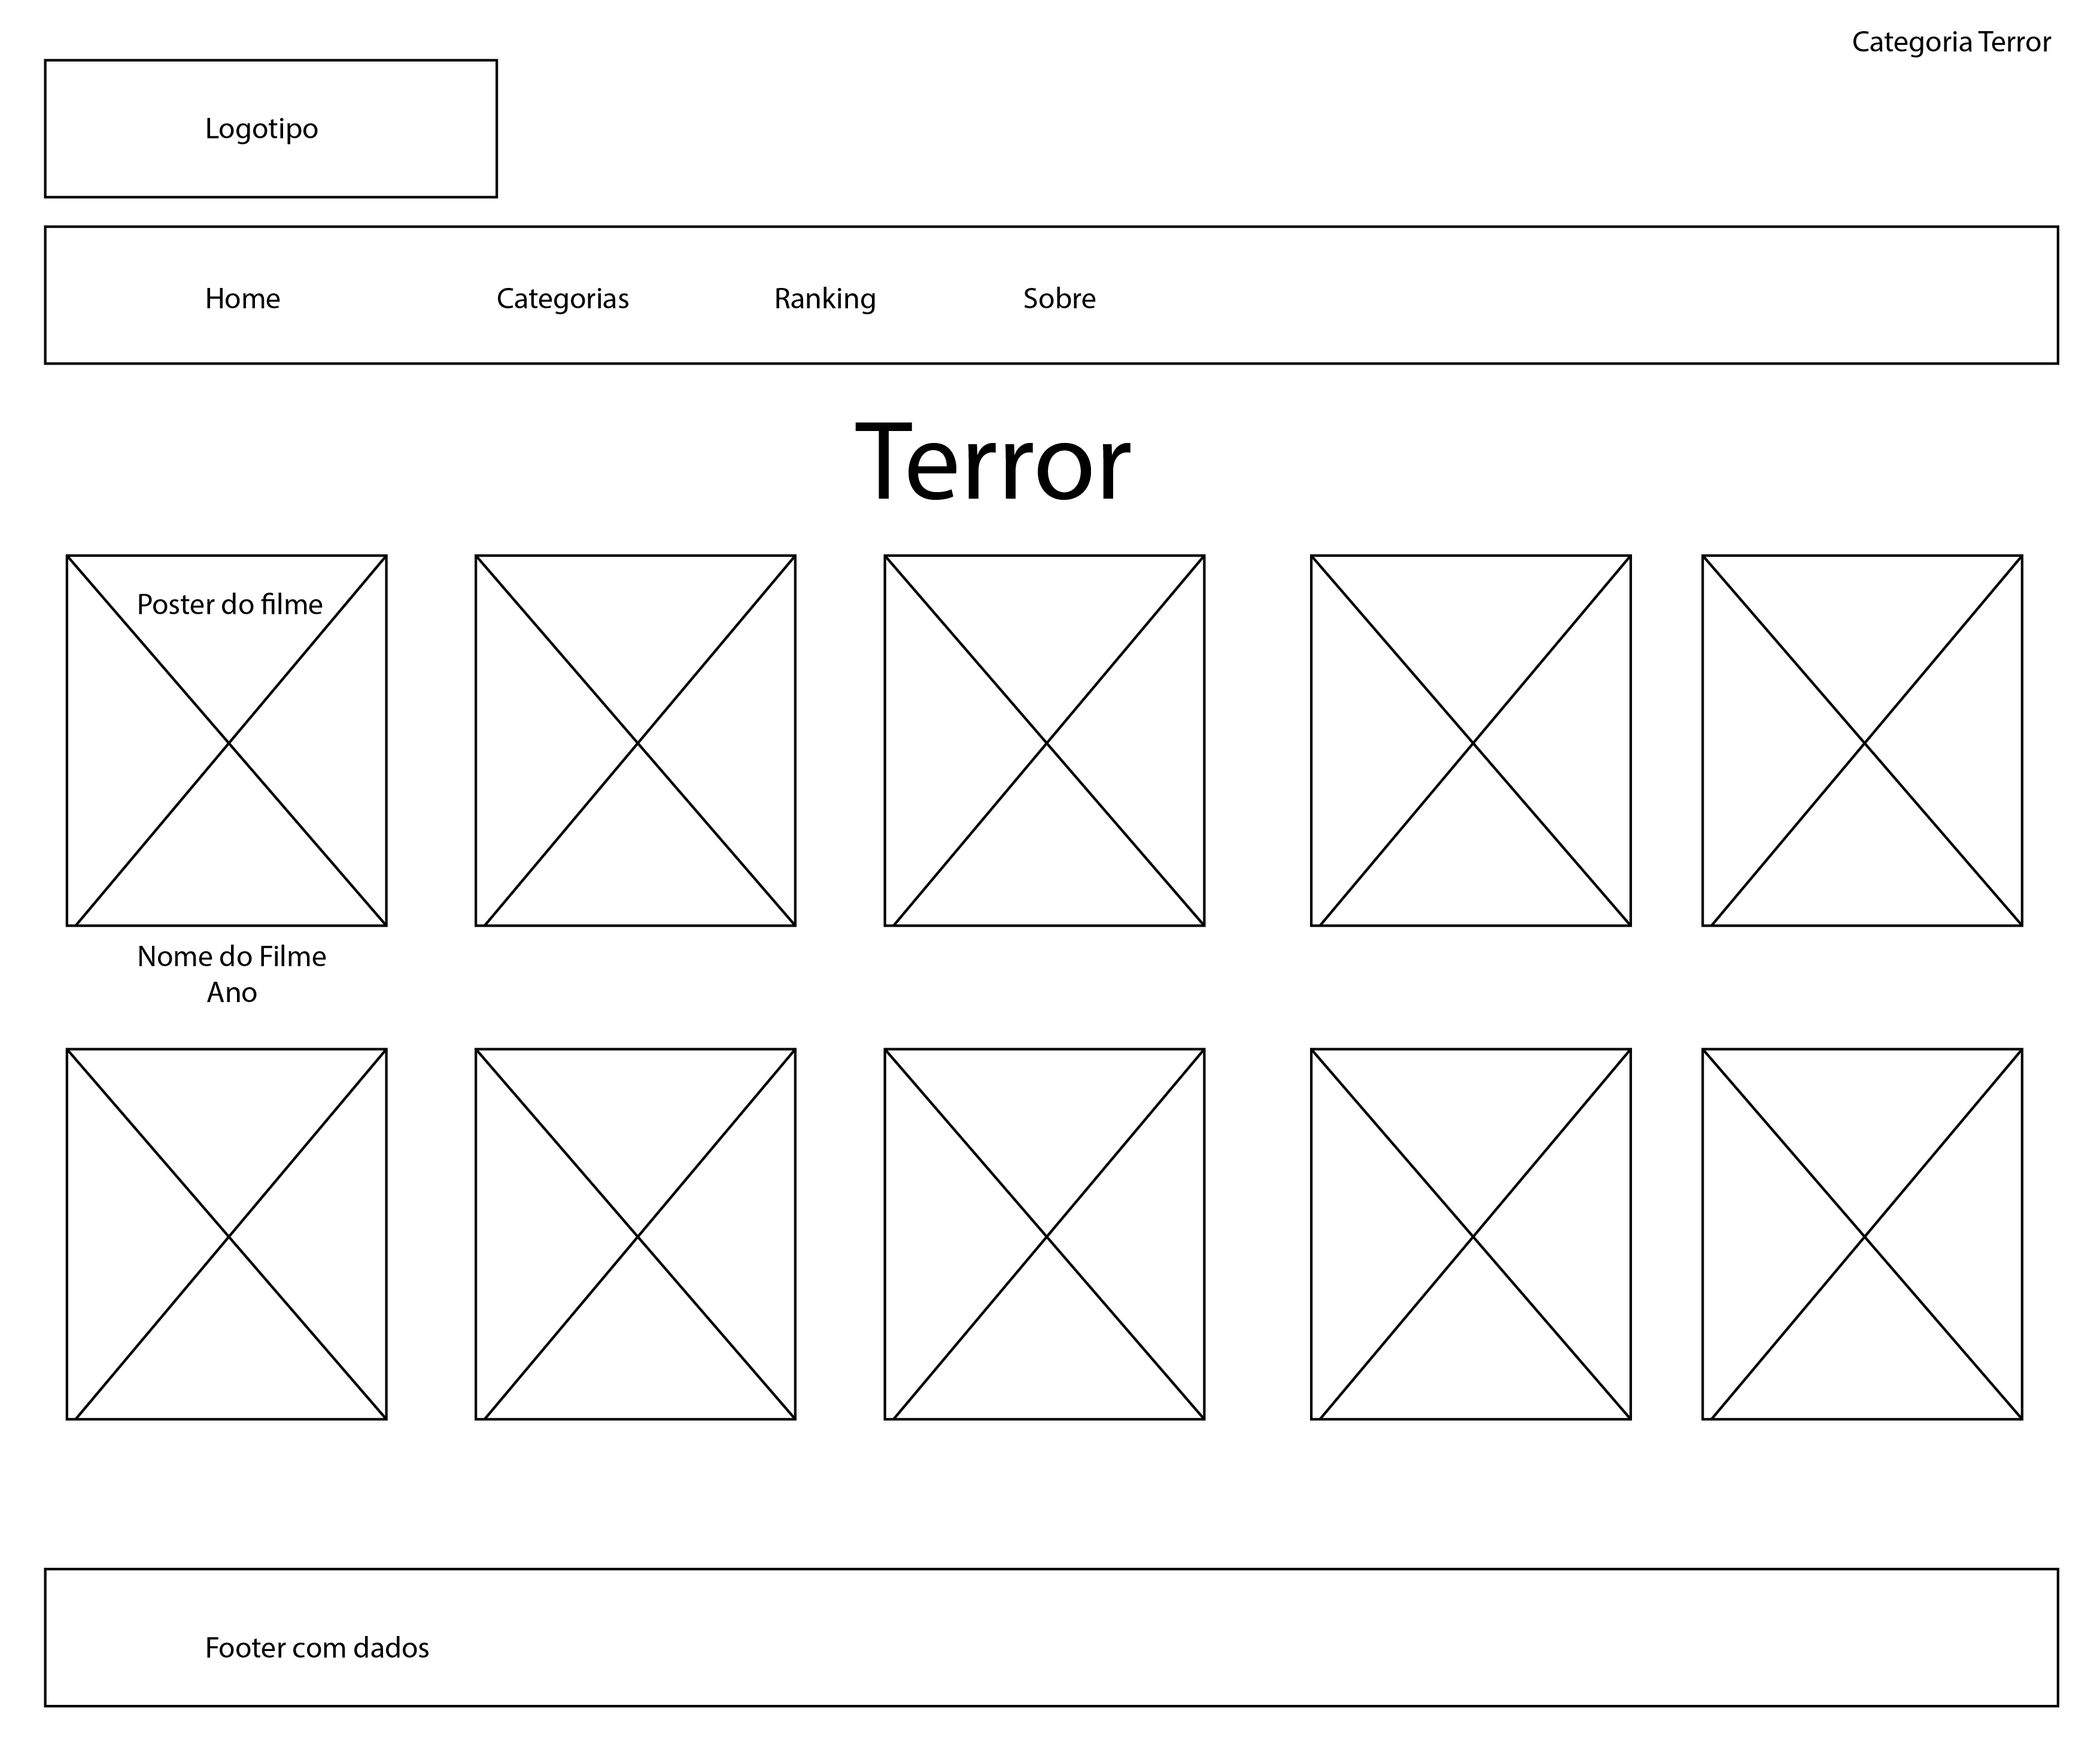 Categoria Terror
Logotipo
Home Categorias Ranking Sobre
Terror
Poster do filme
Nome do Filme
Ano
Footer com dados